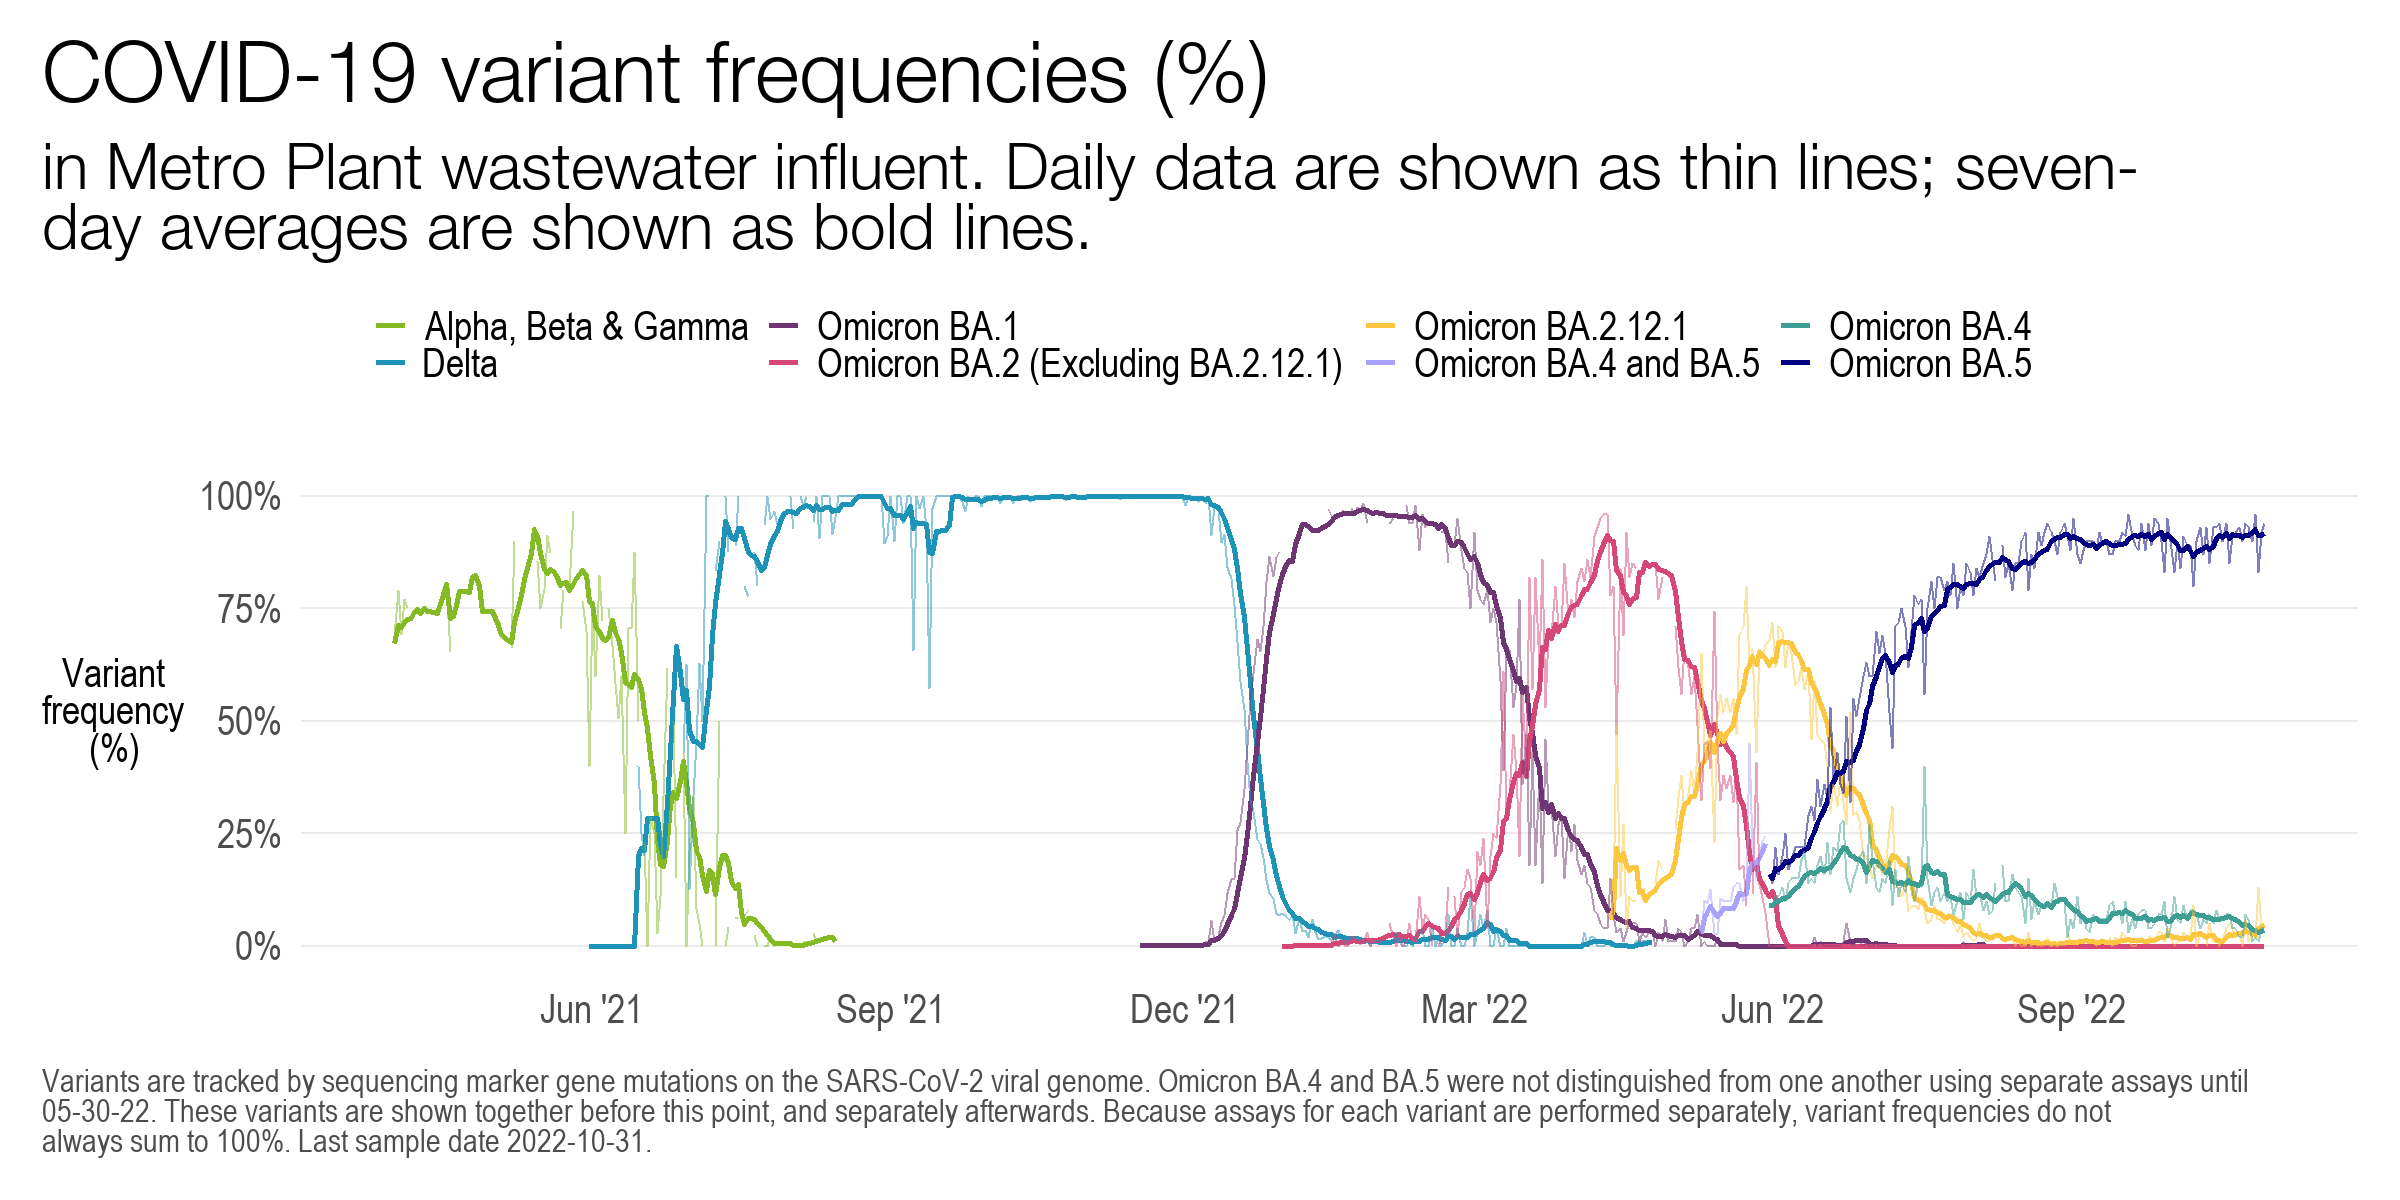 COVID-19 variant frequencies (%)
in Metro Plant wastewater influent. Daily data are shown as thin lines; seven-
day averages are shown as bold lines.
Alpha, Beta & Gamma
Delta
Omicron BA.1
Omicron BA.2 (Excluding BA.2.12.1)
Omicron BA.2.12.1
Omicron BA.4 and BA.5
Omicron BA.4
Omicron BA.5
Variant
frequency
(%)
100%
75%
50%
25%
0%
Jun '21
Sep '21
Dec '21
Mar '22
Jun '22
Sep '22
Variants are tracked by sequencing marker gene mutations on the SARS-CoV-2 viral genome. Omicron BA.4 and BA.5 were not distinguished from one another using separate assays until
05-30-22. These variants are shown together before this point, and separately afterwards. Because assays for each variant are performed separately, variant frequencies do not
always sum to 100%. Last sample date 2022-10-31.